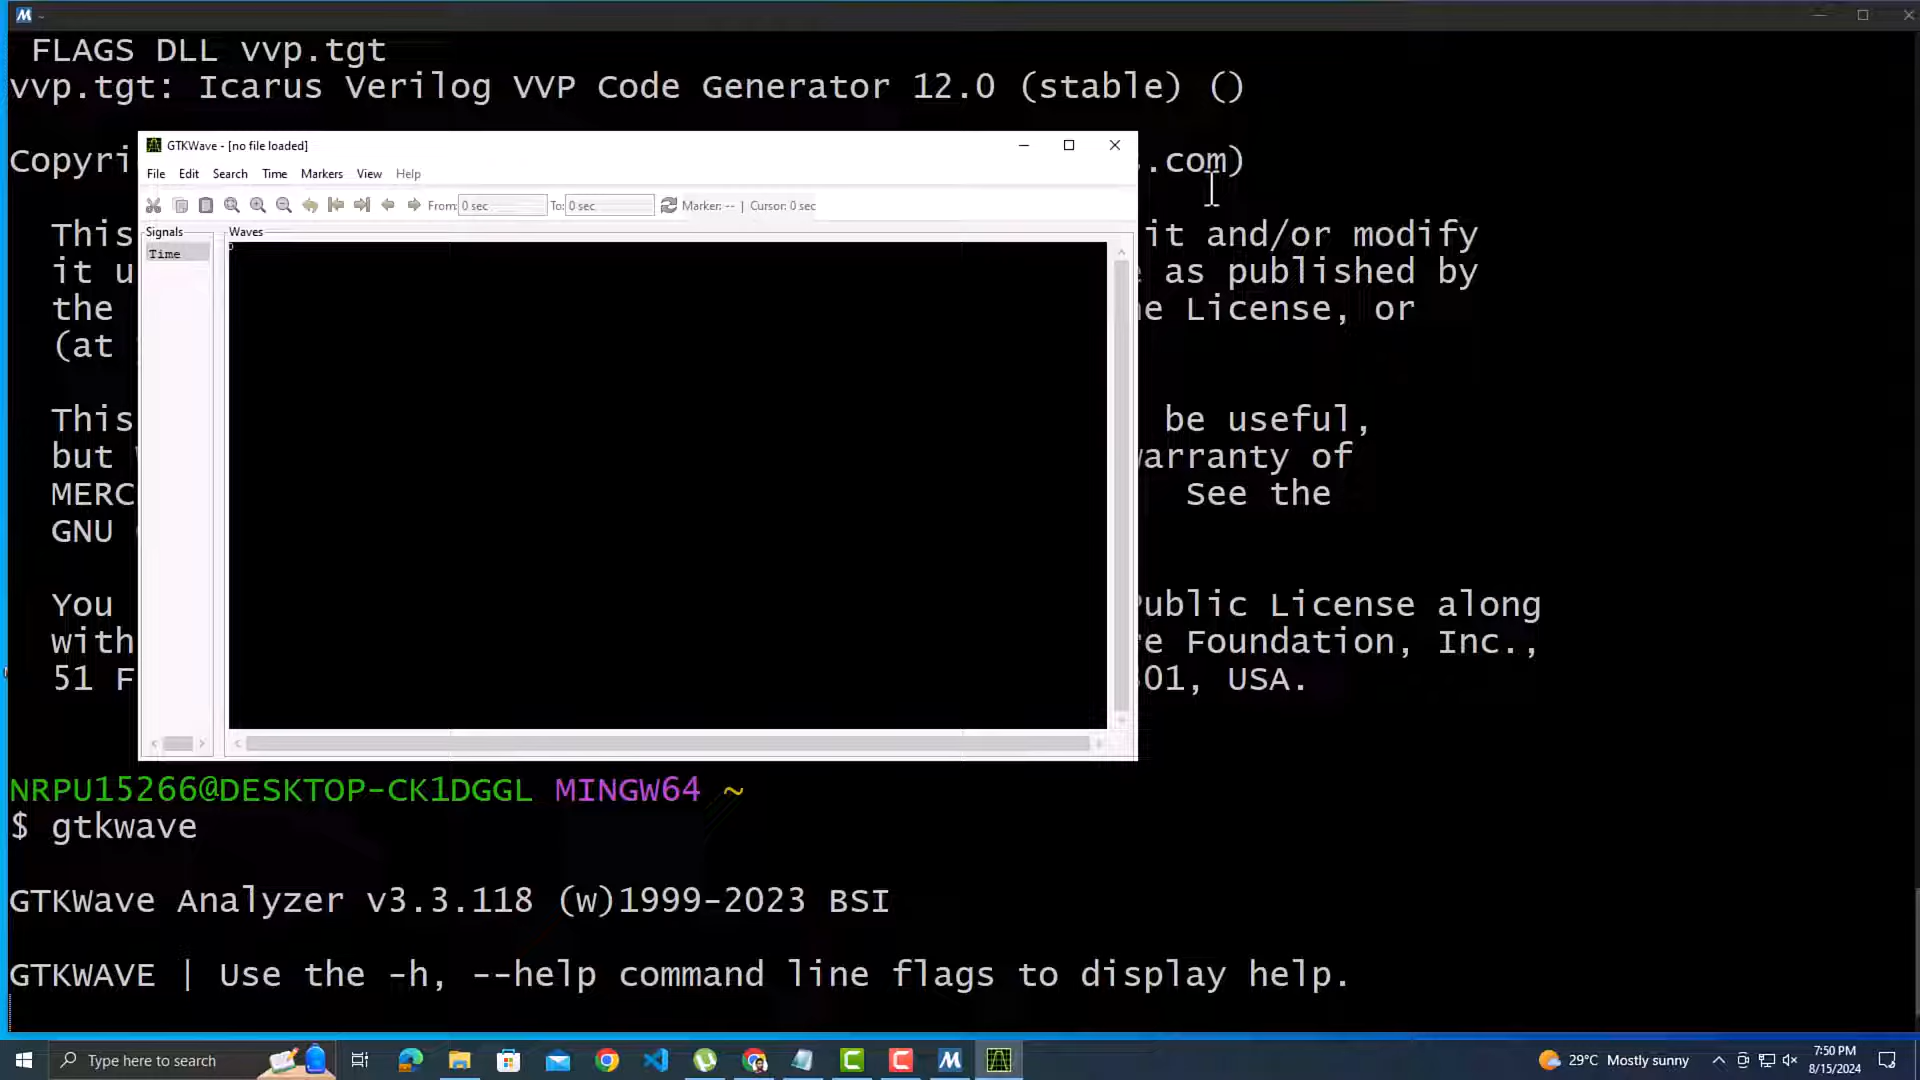 FLAGS DLL vvp.tgt
vvp.tgt: Icarus Verilog VVP Code Generator 12.0 (stable) ()
Copyri .com)
GTKWave - [no file loaded]
File Edit Search Time Markers View Help
From: 0 sec To: 0 sec Marker: -- | Cursor: 0 sec
Signals Waves
Time
This it and/or modify
it u as published by
the License, or
(at
This be useful,
but warranty of
MERC See the
GNU
You Public License along
with Foundation, Inc.,
51 F 01, USA.
NRPU15266@DESKTOP-CK1DGGL MINGW64 ~
$ gtkwave
GTKWave Analyzer v3.3.118 (w)1999-2023 BSI
GTKWAVE | Use the -h, --help command line flags to display help.
Type here to search
29°C Mostly sunny
7:50 PM
8/15/2024